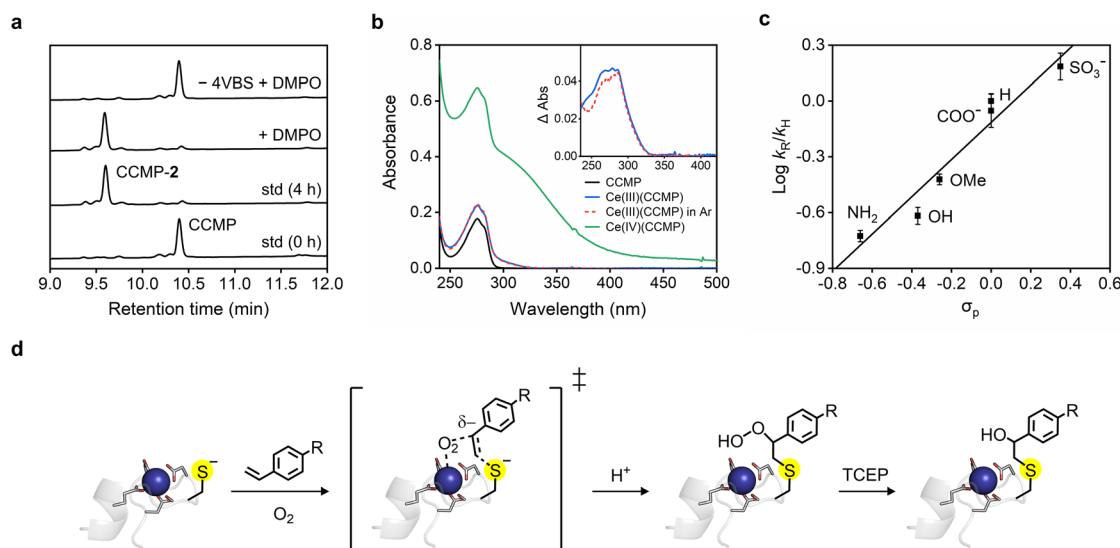 a
− 4VBS + DMPO
+ DMPO
CCMP-2
std (4 h)
CCMP
std (0 h)
9.0 9.5 10.0 10.5 11.0 11.5 12.0
Retention time (min)
b
0.8
0.6
0.4
0.2
0.0
Absorbance
250 300 350 400 450 500
Wavelength (nm)
0.04
0.02
0.00
Δ Abs
250 300 350 400
CCMP
Ce(III)(CCMP)
Ce(III)(CCMP) in Ar
Ce(IV)(CCMP)
c
0.3
0.0
-0.3
-0.6
-0.9
Log kR/kH
SO3−
H
COO−
OMe
NH2
OH
-0.8 -0.6 -0.4 -0.2 0.0 0.2 0.4 0.6
σp
d
S−
R
O2
δ−
R
O2
S−
‡
H+
R
O
HO
S
TCEP
R
HO
S